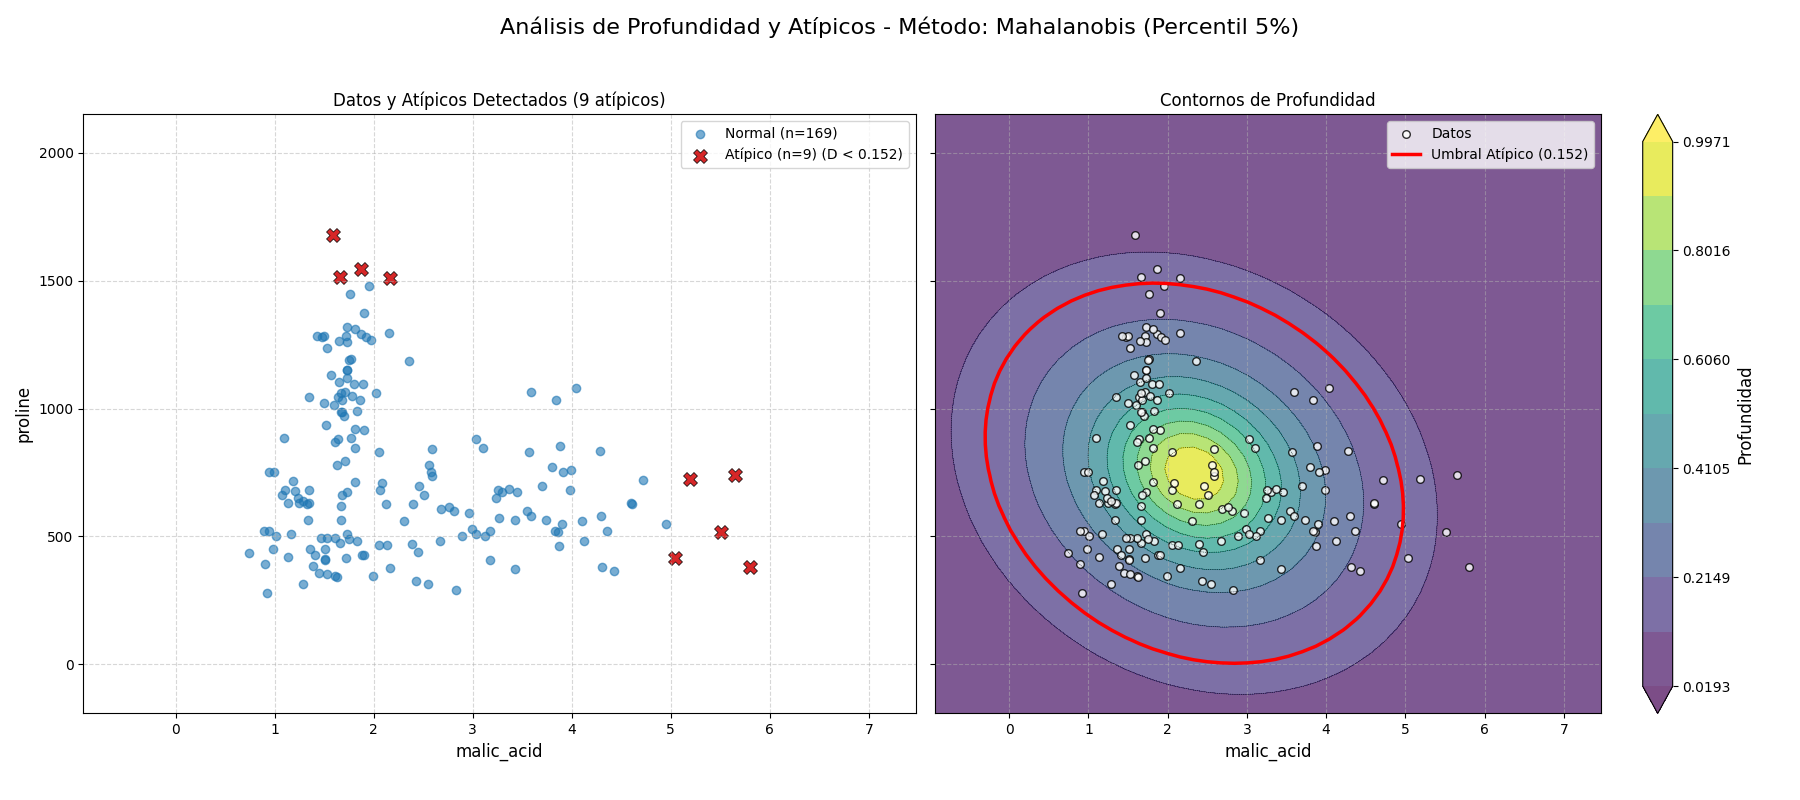 Análisis de Profundidad y Atípicos - Método: Mahalanobis (Percentil 5%)
Datos y Atípicos Detectados (9 atípicos)
Normal (n=169)
Atípico (n=9) (D < 0.152)
2000
1500
1000
500
0
proline
0 1 2 3 4 5 6 7
malic_acid
Contornos de Profundidad
Datos
Umbral Atípico (0.152)
0 1 2 3 4 5 6 7
malic_acid
0.9971
0.8016
0.6060
0.4105
0.2149
0.0193
Profundidad